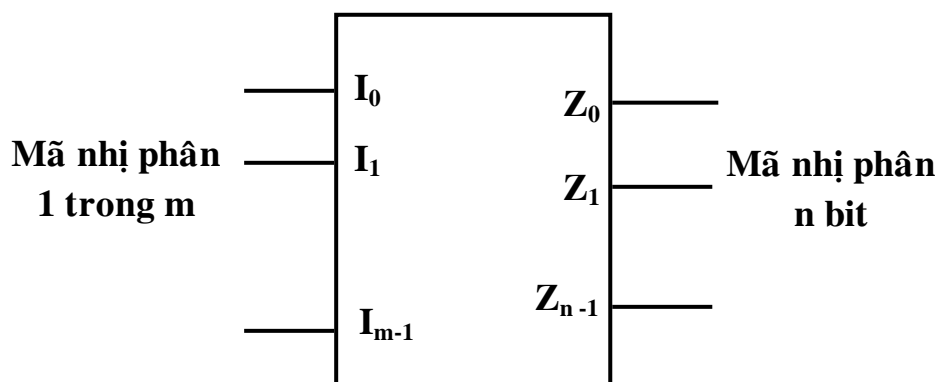 Mã nhị phân
1 trong m
I₀
I₁
Iₘ₋₁
Z₀
Z₁
Zₙ ₋₁
Mã nhị phân
n bit